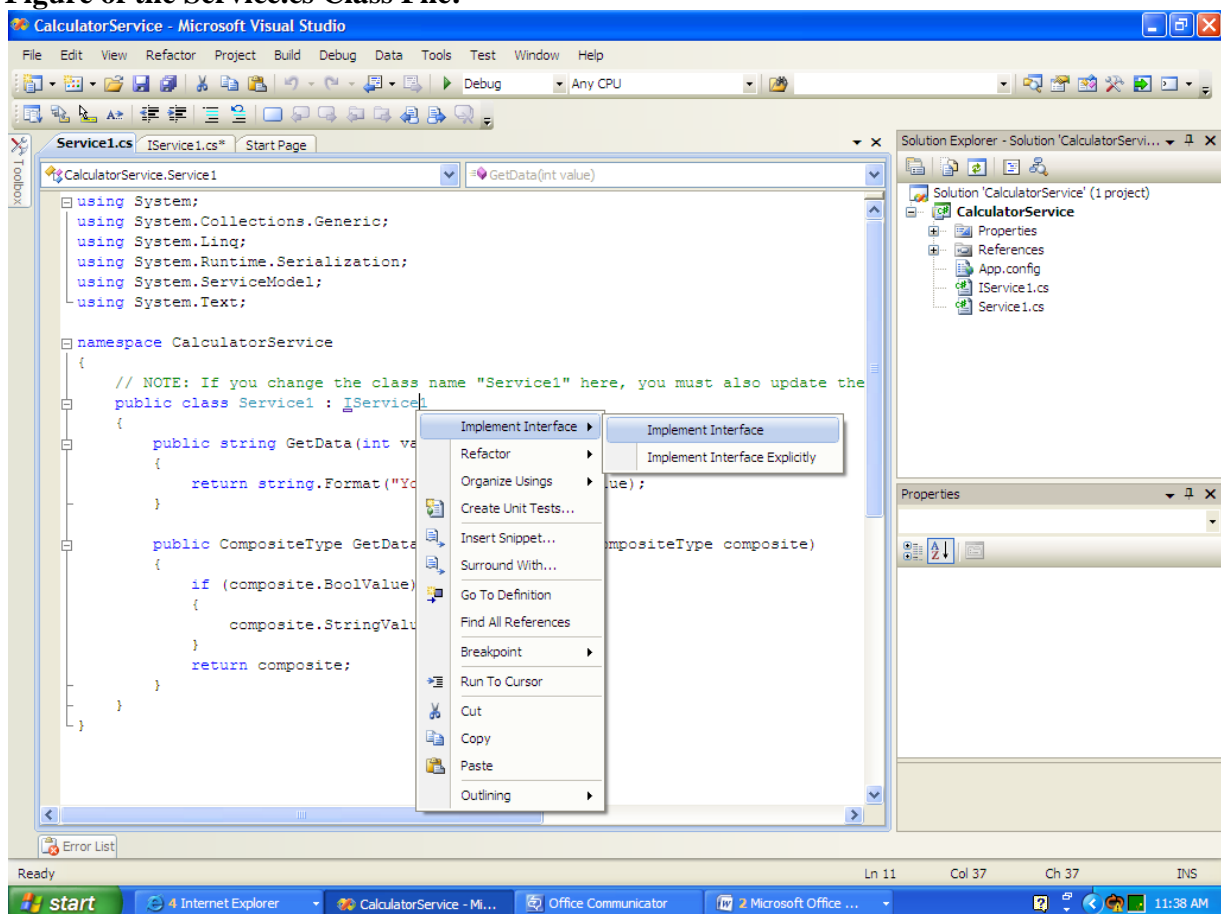 Figure of the Service.cs Class File:
CalculatorService - Microsoft Visual Studio
File Edit View Refactor Project Build Debug Data Tools Test Window Help
Debug Any CPU
Service1.cs IService1.cs* Start Page
Toolbox
CalculatorService.Service1 GetData(int value)
using System;
using System.Collections.Generic;
using System.Linq;
using System.Runtime.Serialization;
using System.ServiceModel;
using System.Text;
namespace CalculatorService
{
// NOTE: If you change the class name "Service1" here, you must also update the
public class Service1 : IService1
{
public string GetData(int va
{
return string.Format("Yo ue);
}
public CompositeType GetData mpositeType composite)
{
if (composite.BoolValue)
{
composite.StringValu
}
return composite;
}
}
}
Implement Interface
Refactor
Organize Usings
Create Unit Tests...
Insert Snippet...
Surround With...
Go To Definition
Find All References
Breakpoint
Run To Cursor
Cut
Copy
Paste
Outlining
Implement Interface
Implement Interface Explicitly
Solution Explorer - Solution 'CalculatorServi...
Solution 'CalculatorService' (1 project)
CalculatorService
Properties
References
App.config
IService1.cs
Service1.cs
Properties
Error List
Ready Ln 11 Col 37 Ch 37 INS
start 4 Internet Explorer CalculatorService - Mi... Office Communicator 2 Microsoft Office ... 11:38 AM